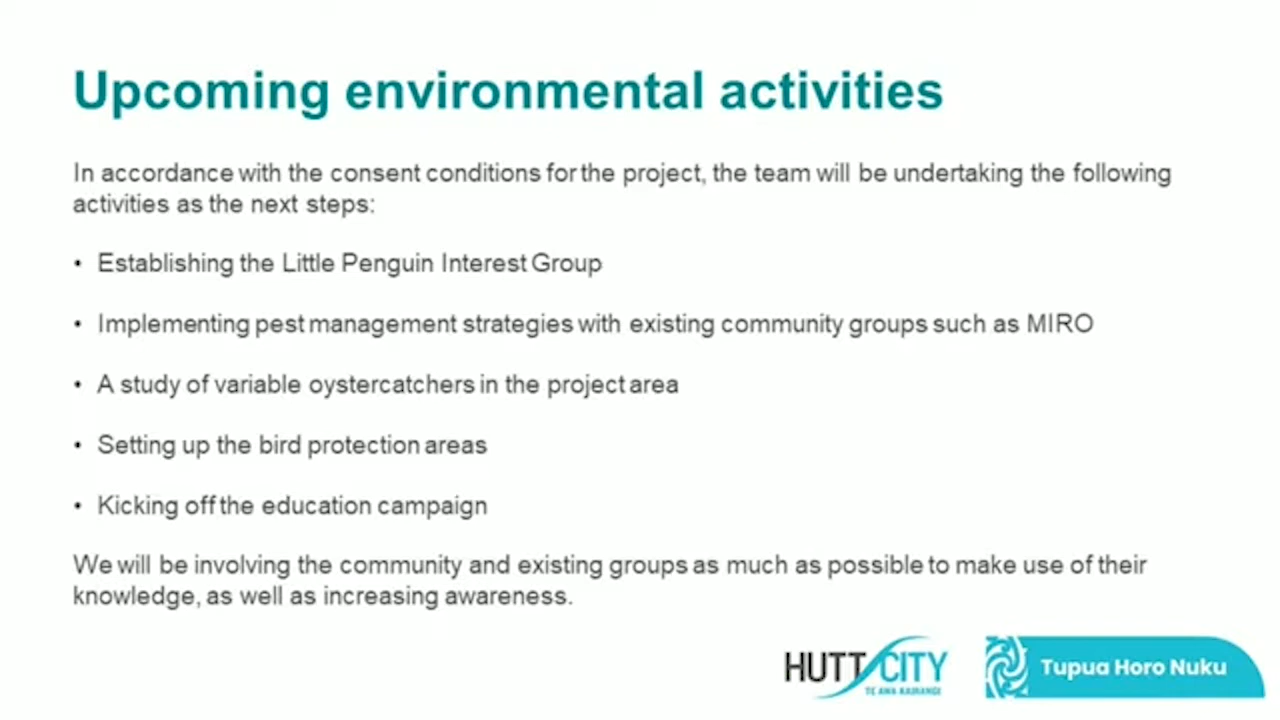 Upcoming environmental activities
In accordance with the consent conditions for the project, the team will be undertaking the following
activities as the next steps:
• Establishing the Little Penguin Interest Group
• Implementing pest management strategies with existing community groups such as MIRO
• A study of variable oystercatchers in the project area
• Setting up the bird protection areas
• Kicking off the education campaign
We will be involving the community and existing groups as much as possible to make use of their
knowledge, as well as increasing awareness.
HUTT CITY
TE AWA KAIRANGI
Tupua Horo Nuku